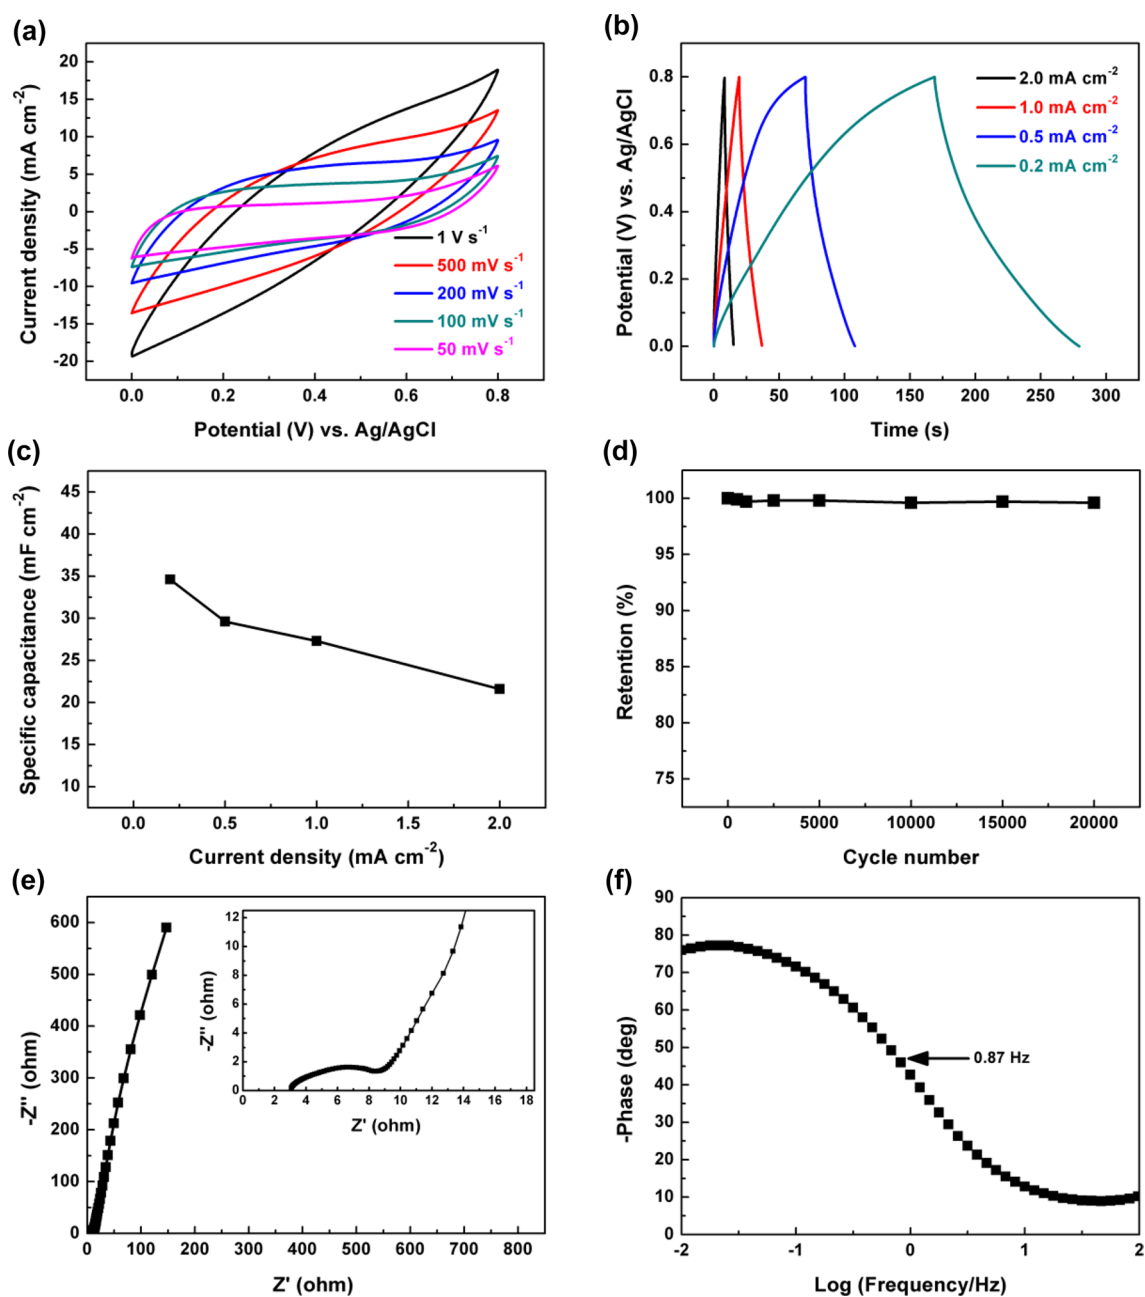 (a)
Current density (mA cm⁻²)
20
15
10
5
0
-5
-10
-15
-20
1 V s⁻¹
500 mV s⁻¹
200 mV s⁻¹
100 mV s⁻¹
50 mV s⁻¹
0.0 0.2 0.4 0.6 0.8
Potential (V) vs. Ag/AgCl
(b)
Potential (V) vs. Ag/AgCl
0.8
0.6
0.4
0.2
0.0
2.0 mA cm⁻²
1.0 mA cm⁻²
0.5 mA cm⁻²
0.2 mA cm⁻²
0 50 100 150 200 250 300
Time (s)
(c)
Specific capacitance (mF cm⁻²)
45
40
35
30
25
20
15
10
0.0 0.5 1.0 1.5 2.0
Current density (mA cm⁻²)
(d)
Retention (%)
100
95
90
85
80
75
0 5000 10000 15000 20000
Cycle number
(e)
-Z'' (ohm)
600
500
400
300
200
100
0
0 100 200 300 400 500 600 700 800
Z' (ohm)
-Z'' (ohm)
12
10
8
6
4
2
0
0 2 4 6 8 10 12 14 16 18
Z' (ohm)
(f)
-Phase (deg)
90
80
70
60
50
40
30
20
10
0
0.87 Hz
-2 -1 0 1 2
Log (Frequency/Hz)